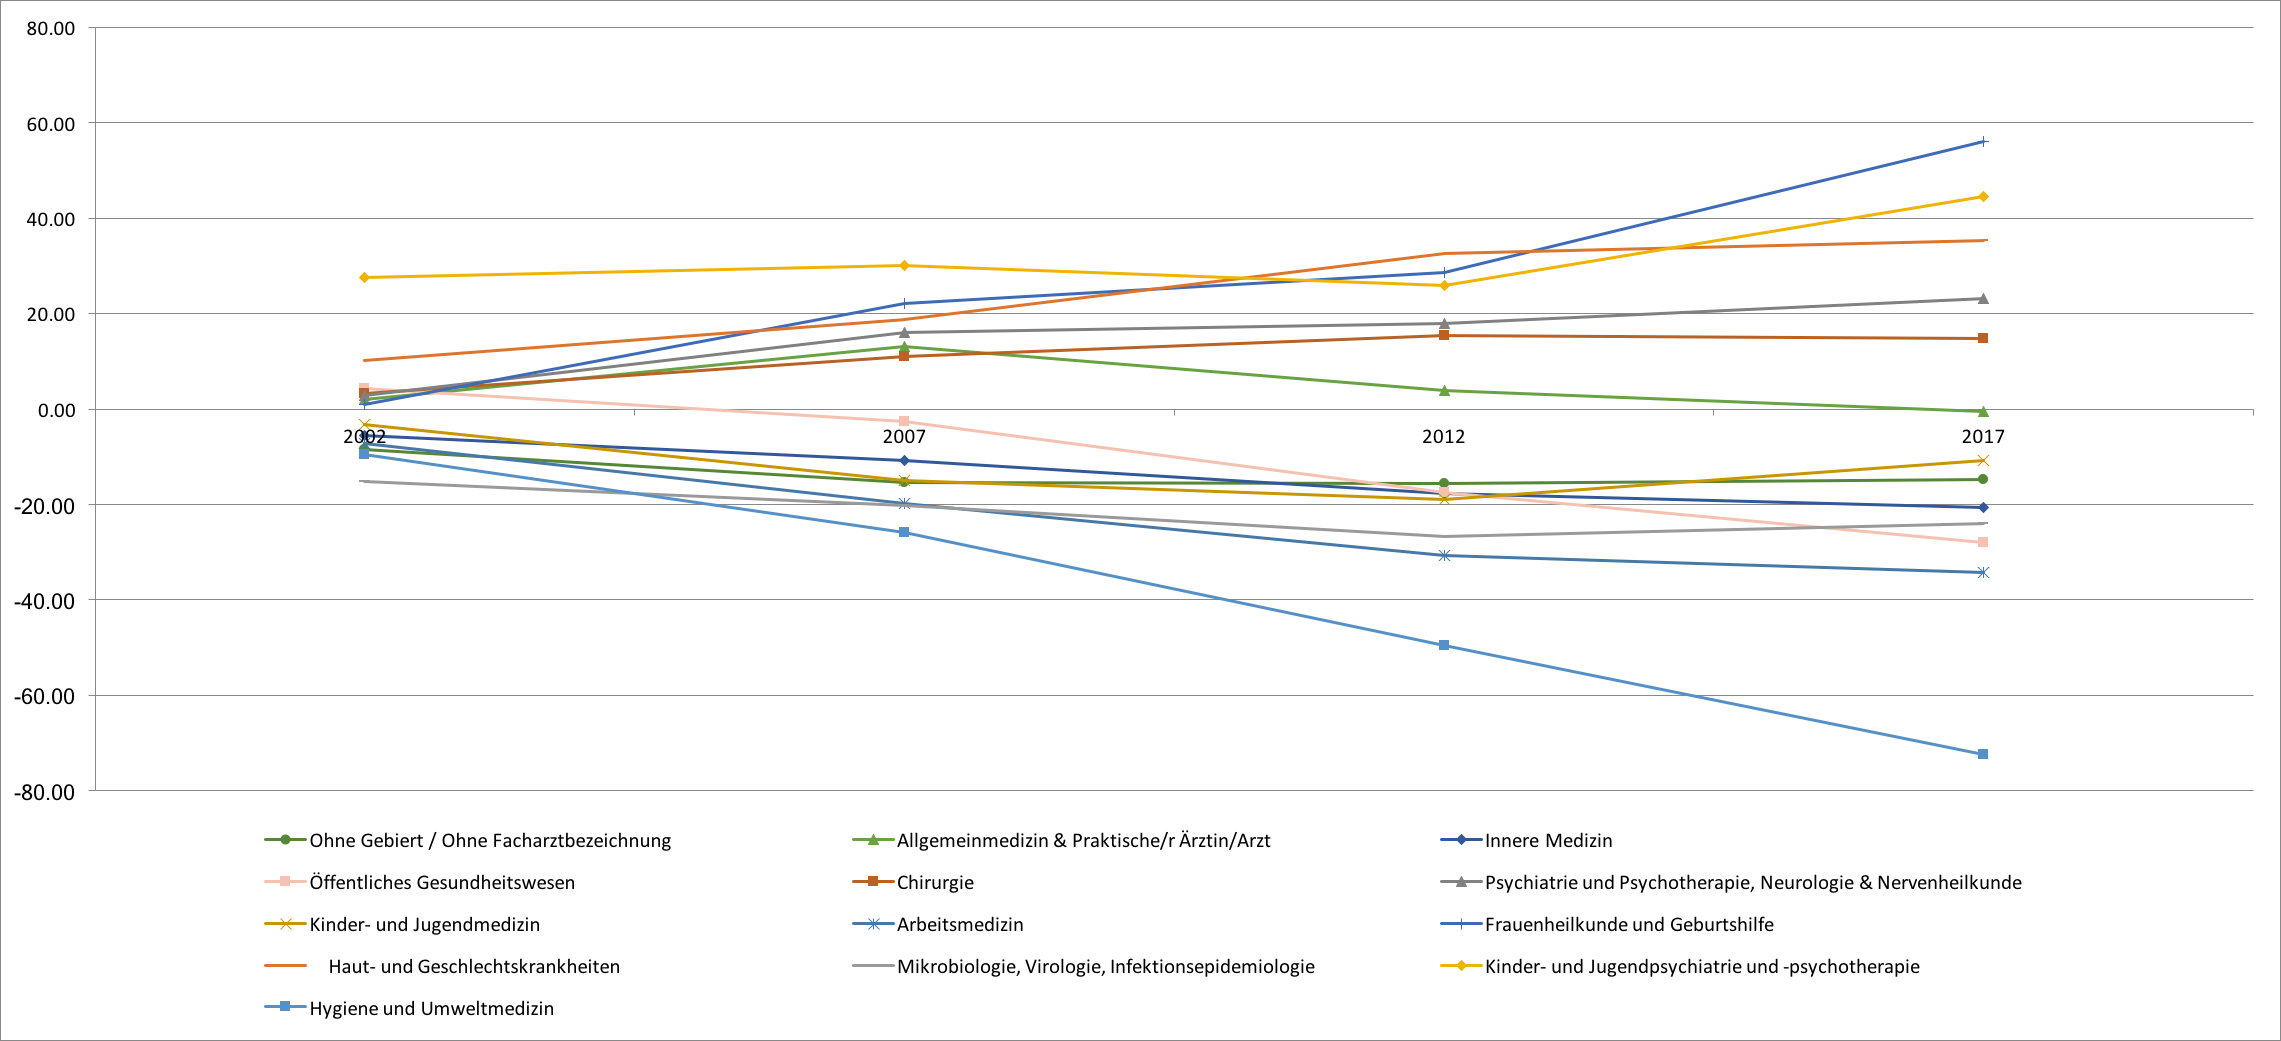 80.00
60.00
40.00
20.00
0.00
2002 2007 2012 2017
-20.00
-40.00
-60.00
-80.00
Ohne Gebiert / Ohne Facharztbezeichnung Allgemeinmedizin & Praktische/r Ärztin/Arzt Innere Medizin
Öffentliches Gesundheitswesen Chirurgie Psychiatrie und Psychotherapie, Neurologie & Nervenheilkunde
Kinder- und Jugendmedizin Arbeitsmedizin Frauenheilkunde und Geburtshilfe
Haut- und Geschlechtskrankheiten Mikrobiologie, Virologie, Infektionsepidemiologie Kinder- und Jugendpsychiatrie und -psychotherapie
Hygiene und Umweltmedizin